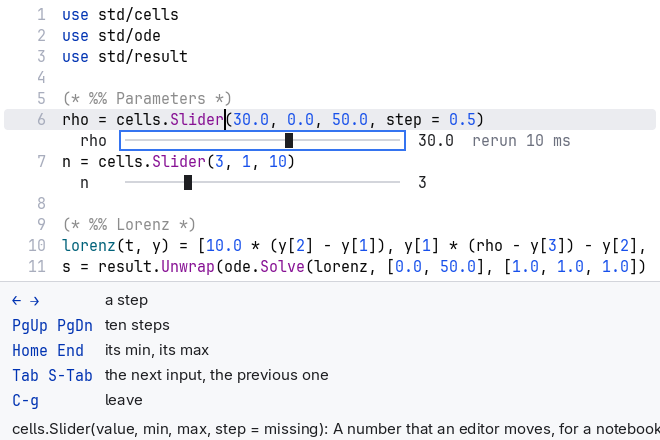 1 use std/cells
2 use std/ode
3 use std/result
4
5 (* %% Parameters *)
6 rho = cells.Slider(30.0, 0.0, 50.0, step = 0.5)
rho 30.0 rerun 10 ms
7 n = cells.Slider(3, 1, 10)
n 3
8
9 (* %% Lorenz *)
10 lorenz(t, y) = [10.0 * (y[2] - y[1]), y[1] * (rho - y[3]) - y[2],
11 s = result.Unwrap(ode.Solve(lorenz, [0.0, 50.0], [1.0, 1.0, 1.0])
← → a step
PgUp PgDn ten steps
Home End its min, its max
Tab S-Tab the next input, the previous one
C-g leave
cells.Slider(value, min, max, step = missing): A number that an editor moves, for a notebook